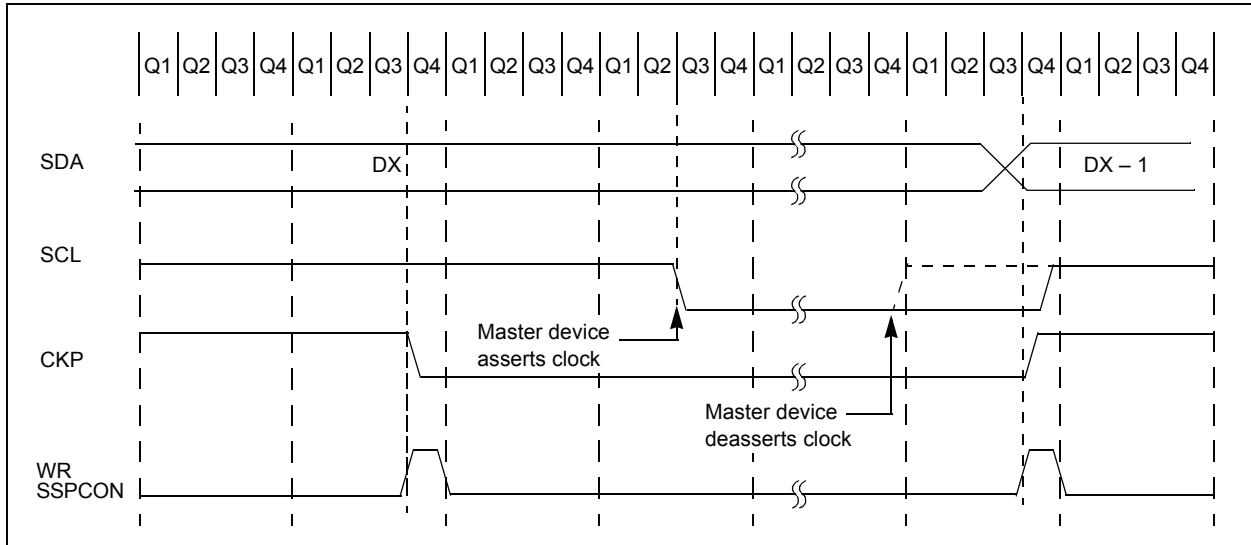 Q1 Q2 Q3 Q4 Q1 Q2 Q3 Q4 Q1 Q2 Q3 Q4 Q1 Q2 Q3 Q4 Q1 Q2 Q3 Q4 Q1 Q2 Q3 Q4 Q1 Q2 Q3 Q4
SDA
DX
DX – 1
SCL
Master device
asserts clock
CKP
Master device
deasserts clock
WR
SSPCON